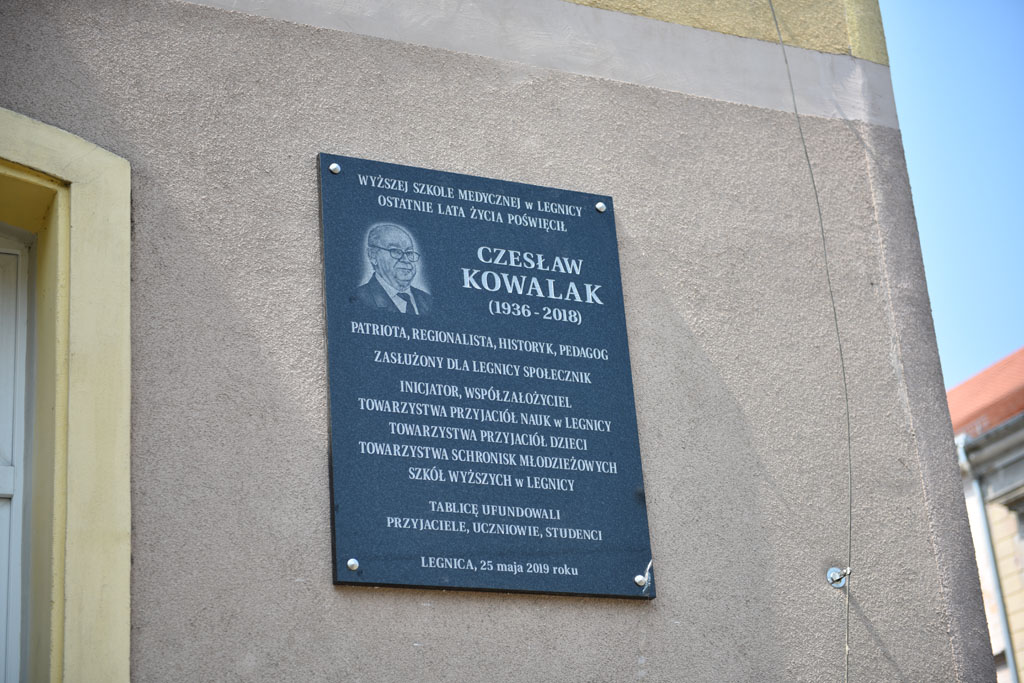 WYŻSZEJ SZKOLE MEDYCZNEJ w LEGNICY
OSTATNIE LATA ŻYCIA POŚWIĘCIŁ
CZESŁAW
KOWALAK
(1936 - 2018)
PATRIOTA, REGIONALISTA, HISTORYK, PEDAGOG
ZASŁUŻONY DLA LEGNICY SPOŁECZNIK
INICJATOR, WSPÓŁZAŁOŻYCIEL
TOWARZYSTWA PRZYJACIÓŁ NAUK w LEGNICY
TOWARZYSTWA PRZYJACIÓŁ DZIECI
TOWARZYSTWA SCHRONISK MŁODZIEŻOWYCH
SZKÓŁ WYŻSZYCH w LEGNICY
TABLICĘ UFUNDOWALI
PRZYJACIELE, UCZNIOWIE, STUDENCI
LEGNICA, 25 maja 2019 roku